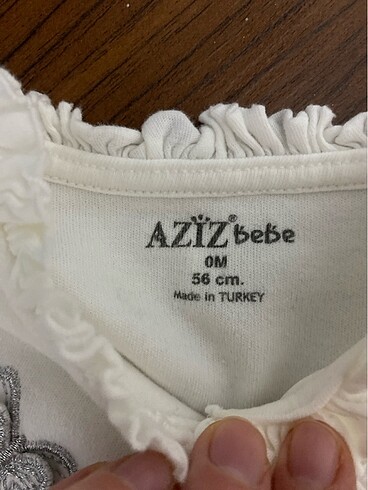 AZİZ® bebe
0M
56 cm.
Made in TURKEY